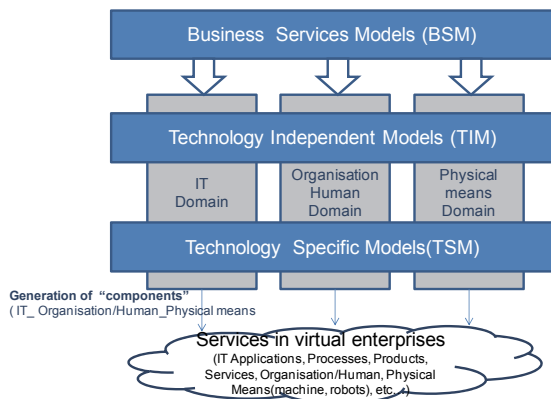 Business Services Models (BSM)
Technology Independent Models (TIM)
IT
Domain
Organisation
Human
Domain
Physical
means
Domain
Technology Specific Models(TSM)
Generation of “components”
( IT_ Organisation/Human_Physical means
Services in virtual enterprises
(IT Applications, Processes, Products,
Services, Organisation/Human, Physical
Means(machine, robots), etc,..)